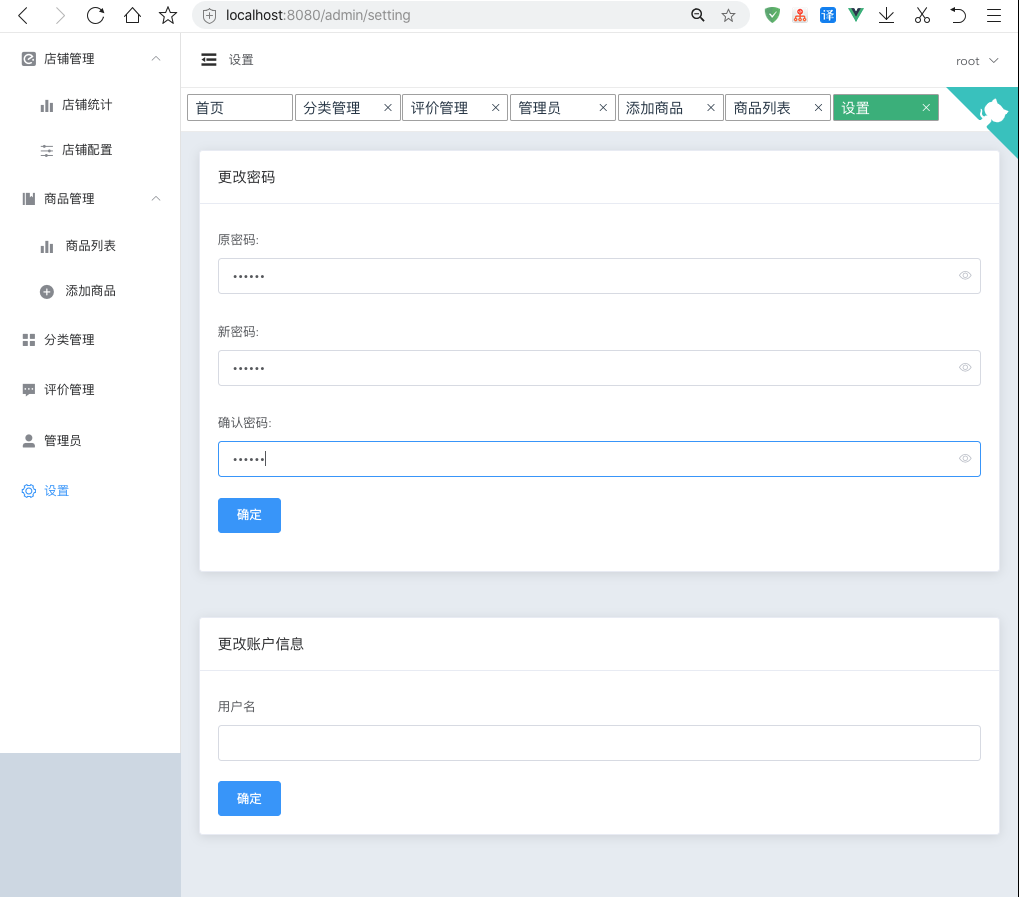 localhost:8080/admin/setting
译
店铺管理
设置
root
首页
分类管理
评价管理
管理员
添加商品
商品列表
设置
店铺统计
店铺配置
商品管理
商品列表
添加商品
分类管理
评价管理
管理员
设置
更改密码
原密码:
••••••
新密码:
••••••
确认密码:
••••••
确定
更改账户信息
用户名
确定